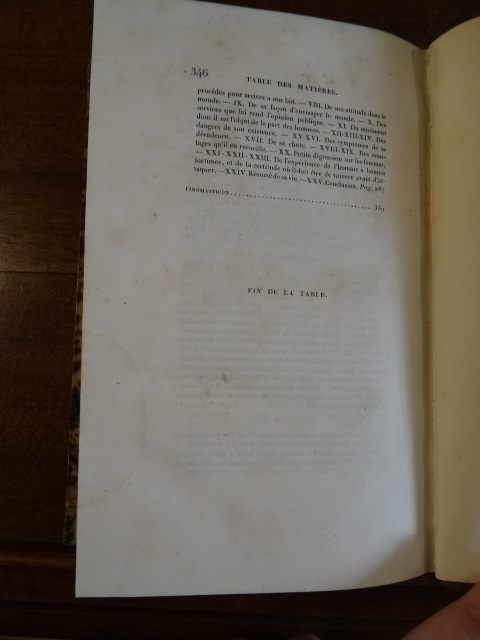 346 TABLE DES MATIÈRES.
procédés pour arriver à son but. — VIII. De son attitude dans le
monde. — IX. De sa façon d'envisager le monde. — X. Des
services que lui rend l'opinion publique. — XI. Du sentiment
dont il est l'objet de la part des hommes. — XII-XIII-XIV. Des
dangers de son existence. — XV-XVI. Des symptomes de sa
décadence. — XVII. De sa chute. — XVIII-XIX. Des avan-
tages qu'il en recueille. — XX. Petite digression sur les femmes.
— XXI-XXII-XXIII. De l'expérience de l'homme à bonnes
fortunes, et de la certitude où il doit être de vaincre avant d'at-
taquer. — XXIV. Résumé de sa vie. — XXV. Conclusion. Pag. 287
ONOMASTICON. 329
FIN DE LA TABLE.